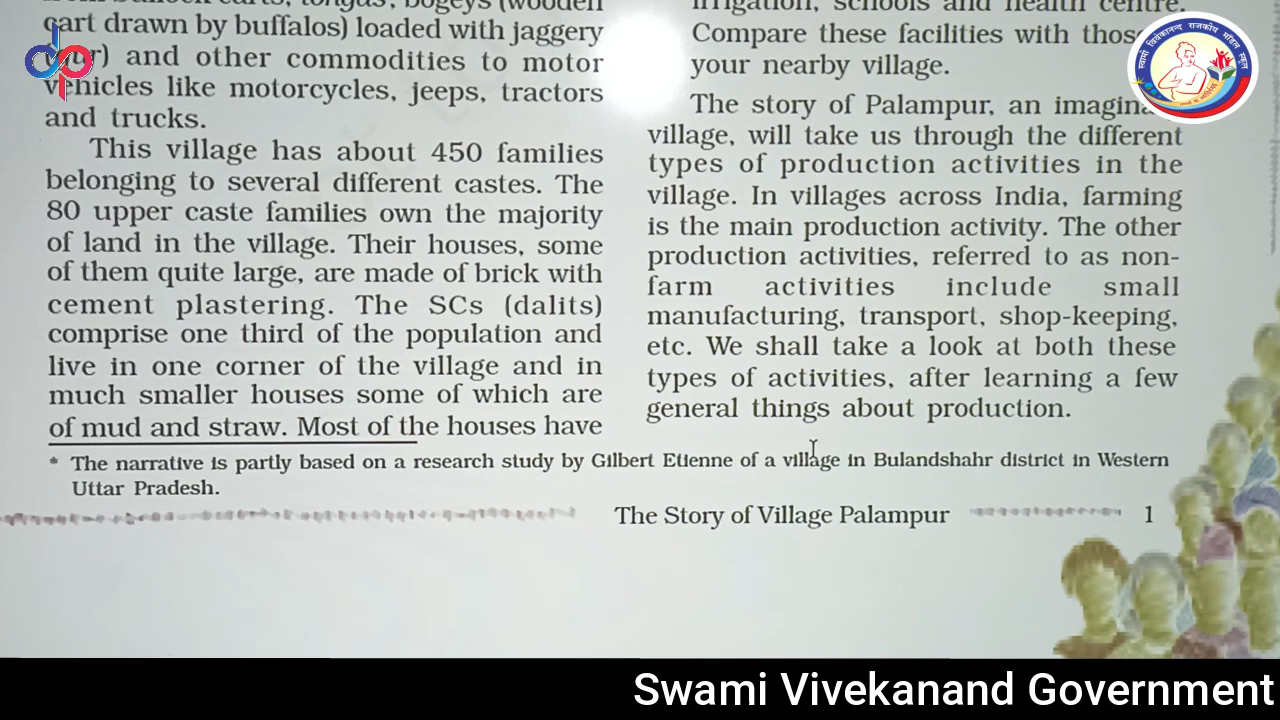 cart drawn by buffalos) loaded with jaggery
and other commodities to motor
vehicles like motorcycles, jeeps, tractors
and trucks.
This village has about 450 families
belonging to several different castes. The
80 upper caste families own the majority
of land in the village. Their houses, some
of them quite large, are made of brick with
cement plastering. The SCs (dalits)
comprise one third of the population and
live in one corner of the village and in
much smaller houses some of which are
of mud and straw. Most of the houses have
irrigation, schools and health centre.
Compare these facilities with
your nearby village.
The story of Palampur, an
village, will take us through the different
types of production activities in the
village. In villages across India, farming
is the main production activity. The other
production activities, referred to as non-
farm activities include small
manufacturing, transport, shop-keeping,
etc. We shall take a look at both these
types of activities, after learning a few
general things about production.
* The narrative is partly based on a research study by Gilbert Etienne of a village in Bulandshahr district in Western
Uttar Pradesh.
The Story of Village Palampur 1
dp
स्वामी विवेकानन्द राजकीय मॉडल स्कूल
Swami Vivekanand Government